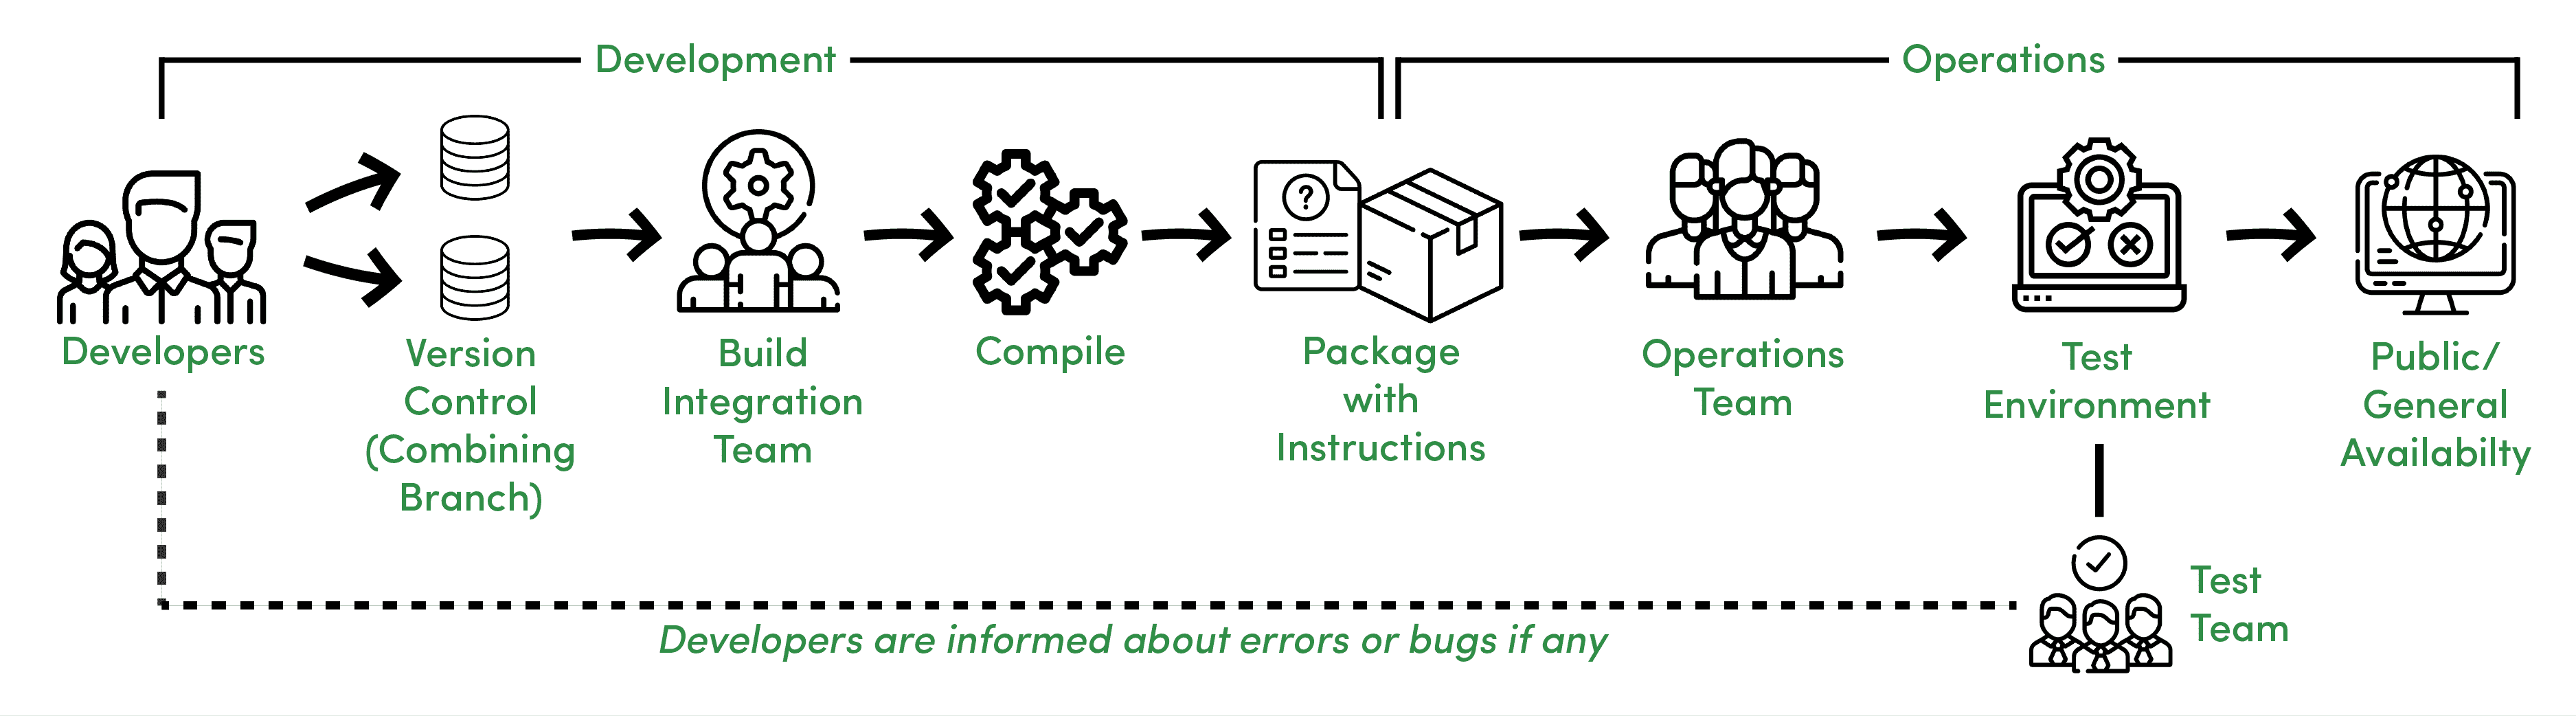 Development
Operations
Developers
Version
Control
(Combining
Branch)
Build
Integration
Team
Compile
Package
with
Instructions
Operations
Team
Test
Environment
Public/
General
Availabilty
Test
Team
Developers are informed about errors or bugs if any